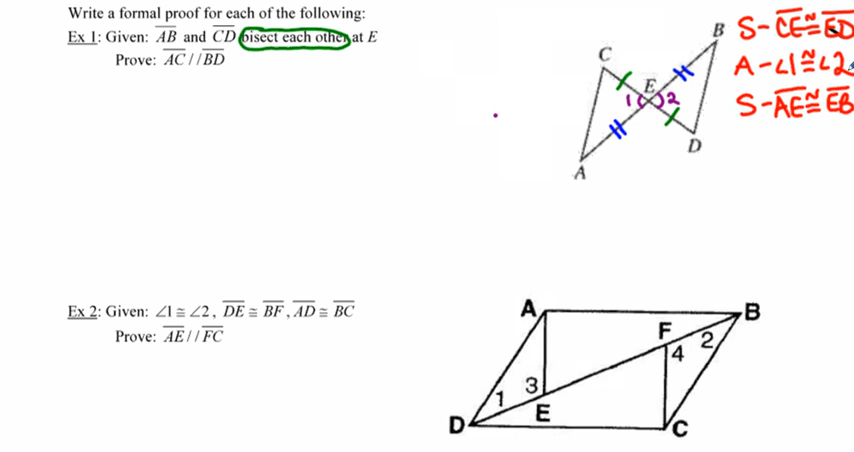 Write a formal proof for each of the following:
Ex 1: Given: AB and CD bisect each other at E
Prove: AC//BD
C
E
B
1
2
A
D
S-CE≅ED
A-∠1≅∠2
S-AE≅EB
Ex 2: Given: ∠1 ≅ ∠2, DE ≅ BF, AD ≅ BC
Prove: AE//FC
A
B
F
2
4
3
1
E
D
C